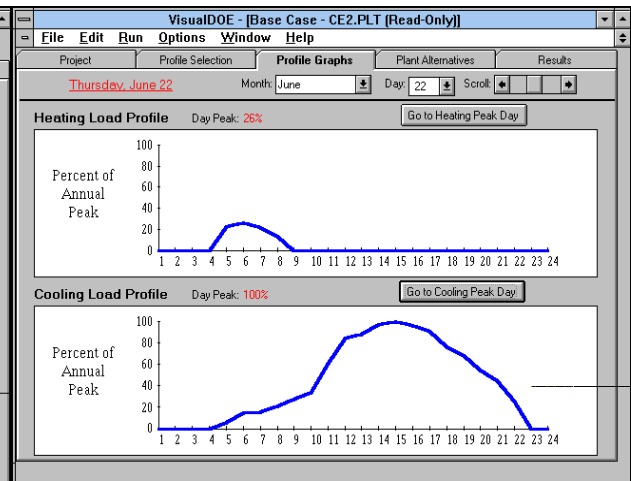 VisualDOE - [Base Case - CE2.PLT (Read-Only)]
File Edit Run Options Window Help
Project Profile Selection Profile Graphs Plant Alternatives Results
Thursday, June 22 Month: June Day: 22 Scroll:
Heating Load Profile Day Peak: 26% Go to Heating Peak Day
Percent of
Annual
Peak
100
80
60
40
20
0
1 2 3 4 5 6 7 8 9 10 11 12 13 14 15 16 17 18 19 20 21 22 23 24
Cooling Load Profile Day Peak: 100% Go to Cooling Peak Day
Percent of
Annual
Peak
100
80
60
40
20
0
1 2 3 4 5 6 7 8 9 10 11 12 13 14 15 16 17 18 19 20 21 22 23 24